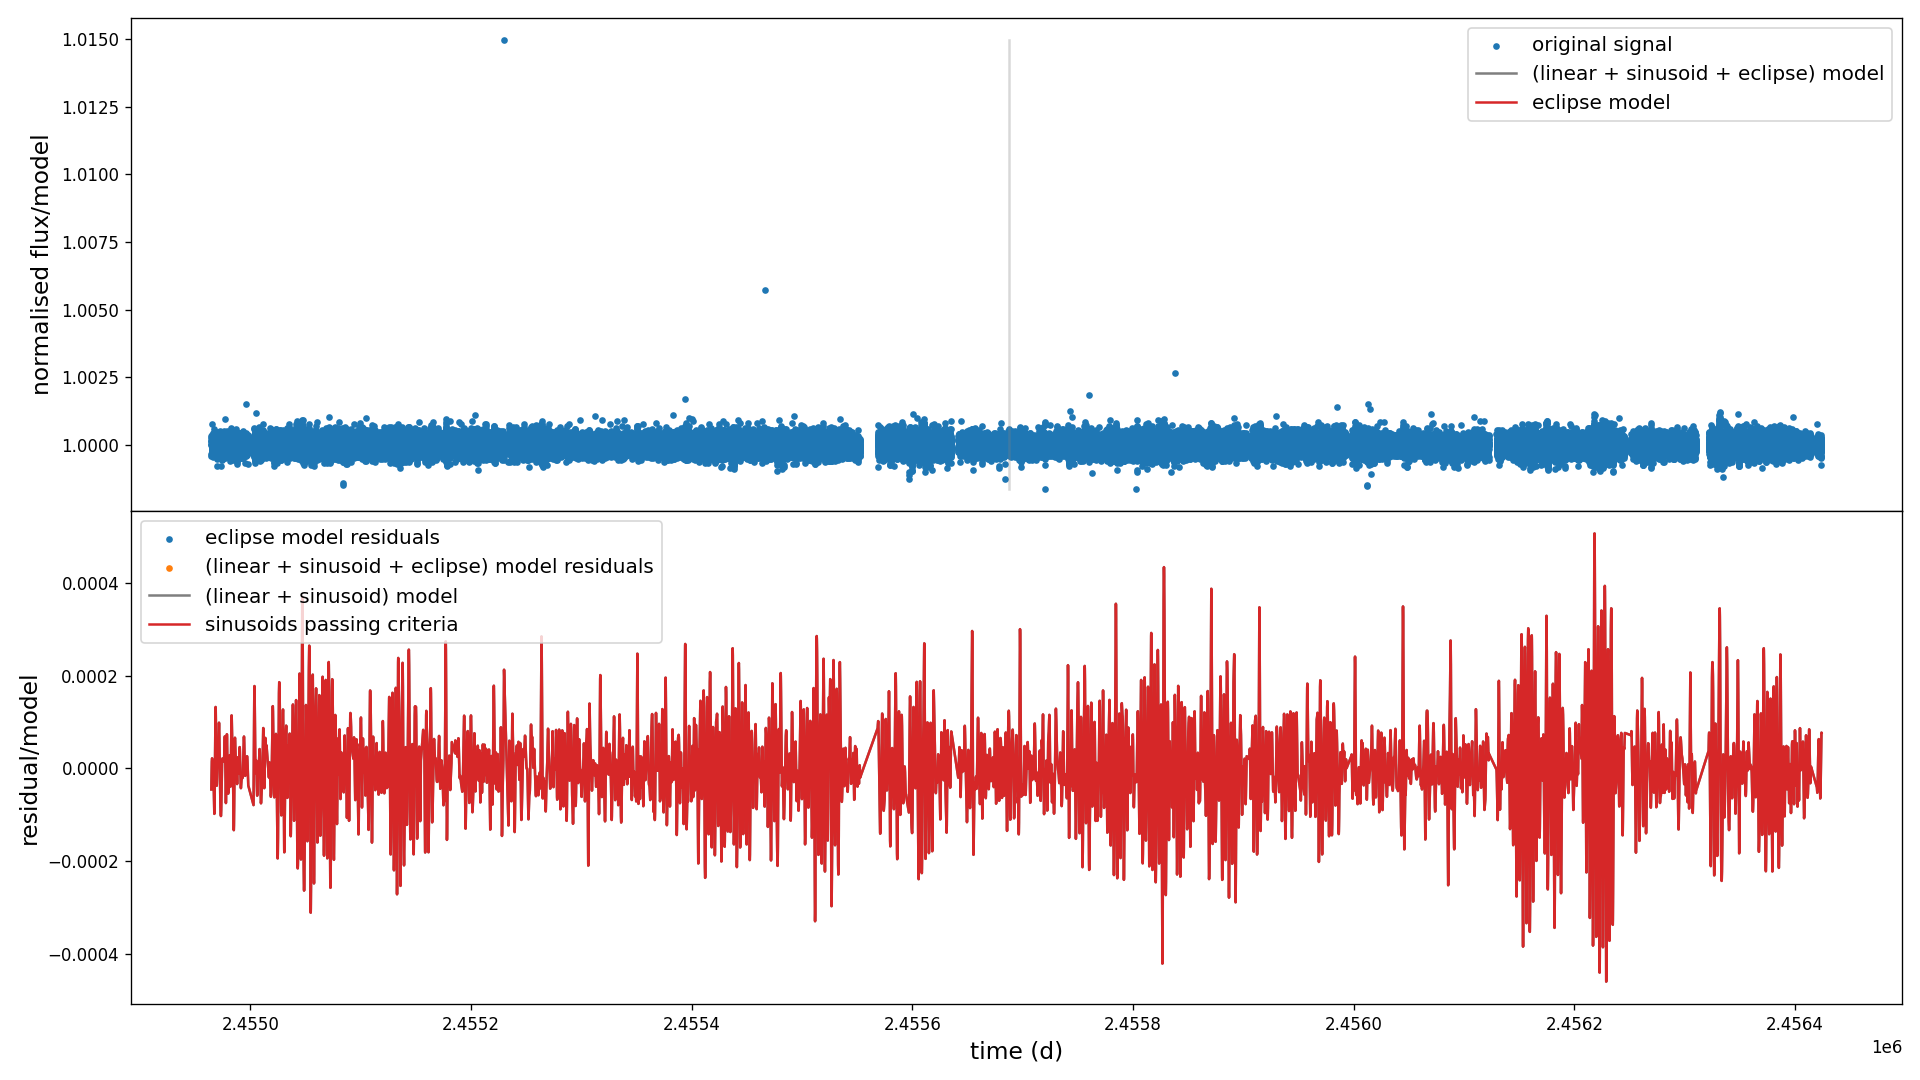 normalised flux/model
1.0150
1.0125
1.0100
1.0075
1.0050
1.0025
1.0000
original signal
(linear + sinusoid + eclipse) model
eclipse model
residual/model
0.0004
0.0002
0.0000
−0.0002
−0.0004
eclipse model residuals
(linear + sinusoid + eclipse) model residuals
(linear + sinusoid) model
sinusoids passing criteria
2.4550 2.4552 2.4554 2.4556 2.4558 2.4560 2.4562 2.4564
1e6
time (d)